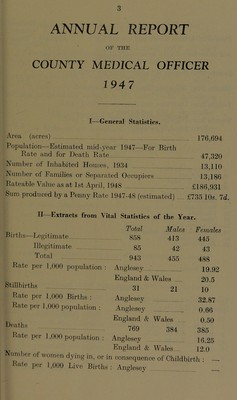 3
ANNUAL REPORT
OF THE
COUNTY MEDICAL OFFICER
1947
I—General Statistics.
Area (acres) 176,694
Population—Estimated mid-year 1947—For Birth
Rate and for Death Rate 47,320
Number of Inhabited Houses, 1934 13,110
Number of Families or Separated Occupiers 13,186
Rateable Value as at 1st April, 1948 £186,931
Sum produced by a Penny Rate 1947-48 (estimated) £735 10s. 7d.
II—Extracts from Vital Statistics of the Year.
Total Males Females
Births—Legitimate 858 413 445
Illegitimate 85 42 43
Total 943 455 488
Rate per 1,000 population : Anglesey 19.92
England & Wales 20.5
Stillbirths 31 21 10
Rate per 1,000 Births : Anglesey 32.87
Rate per 1,000 population : Anglesey 0.66
England & Wales 0.50
Deaths 769 384 385
Rate per 1,000 population : Anglesey 16.25
England & Wales 12.0
Number of women dying in, or in consequence of Childbirth : —
Rate per 1,000 Live Births : Anglesey —